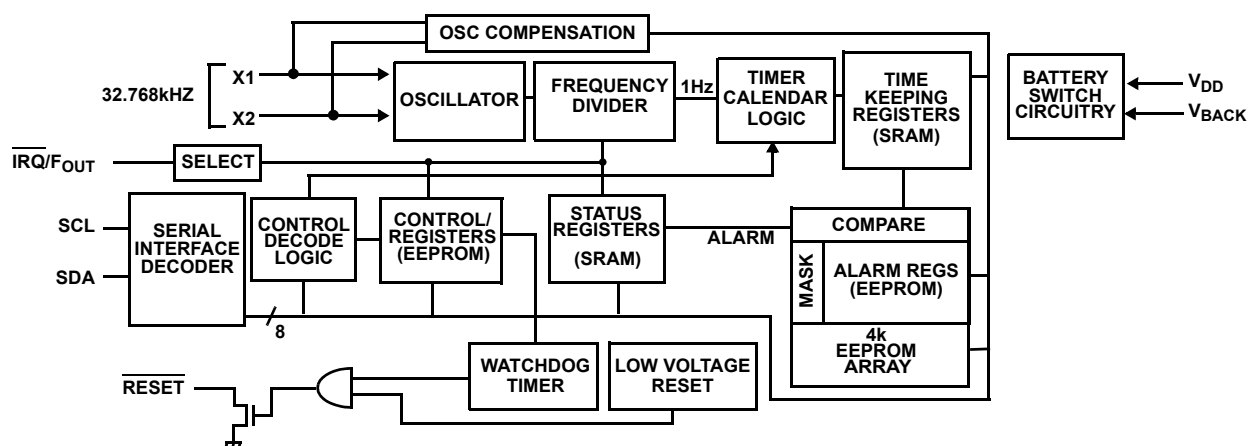 OSC COMPENSATION
32.768kHZ
X1
X2
OSCILLATOR
FREQUENCY
DIVIDER
1Hz
TIMER
CALENDAR
LOGIC
TIME
KEEPING
REGISTERS
(SRAM)
BATTERY
SWITCH
CIRCUITRY
VDD
VBACK
IRQ/FOUT
SELECT
SCL
SDA
SERIAL
INTERFACE
DECODER
CONTROL
DECODE
LOGIC
CONTROL/
REGISTERS
(EEPROM)
STATUS
REGISTERS
(SRAM)
ALARM
COMPARE
MASK
ALARM REGS
(EEPROM)
4k
EEPROM
ARRAY
8
WATCHDOG
TIMER
LOW VOLTAGE
RESET
RESET